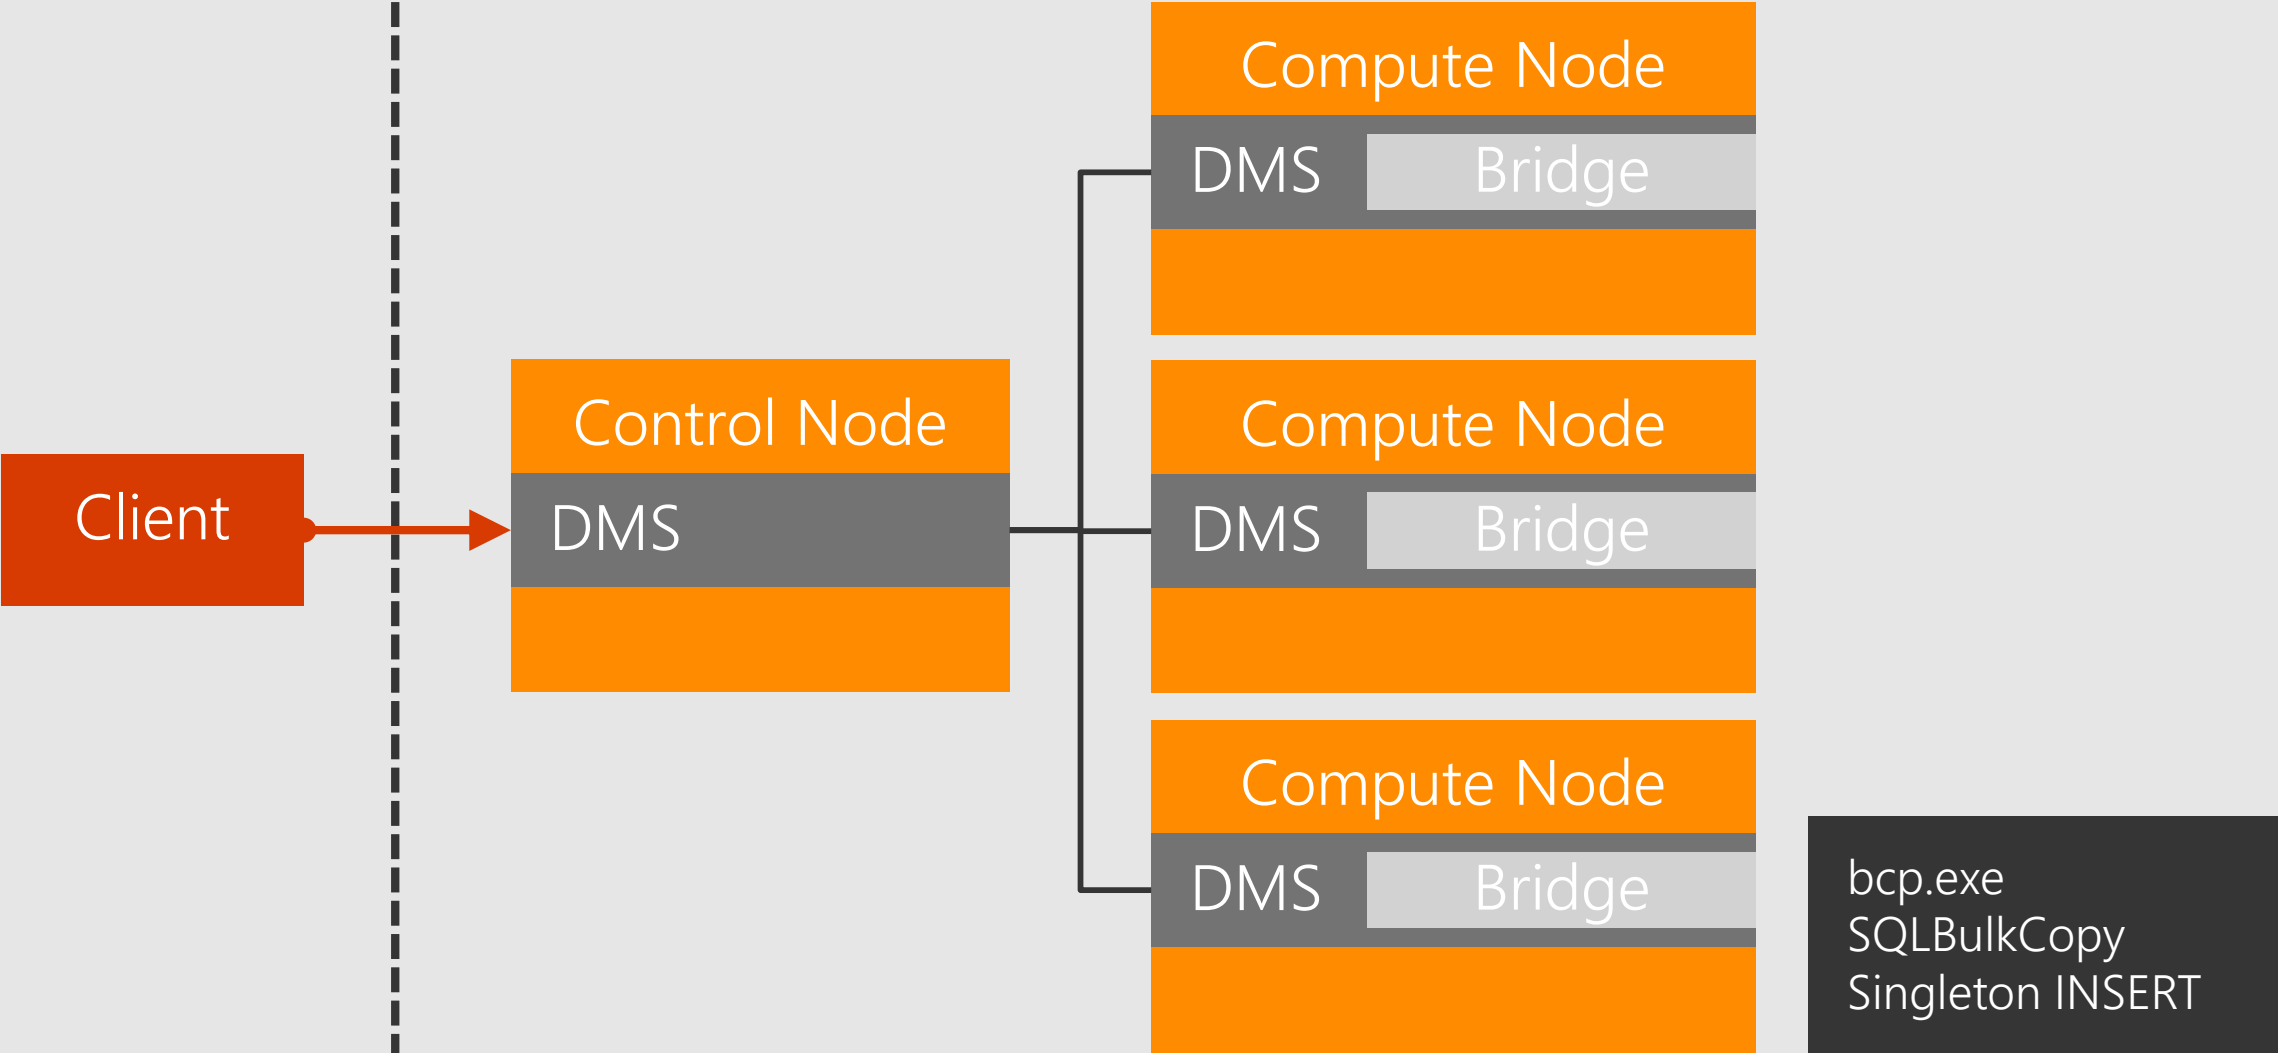 Compute Node
DMS Bridge
Control Node
Compute Node
Client
DMS
DMS Bridge
Compute Node
DMS Bridge
bcp.exe
SQLBulkCopy
Singleton INSERT